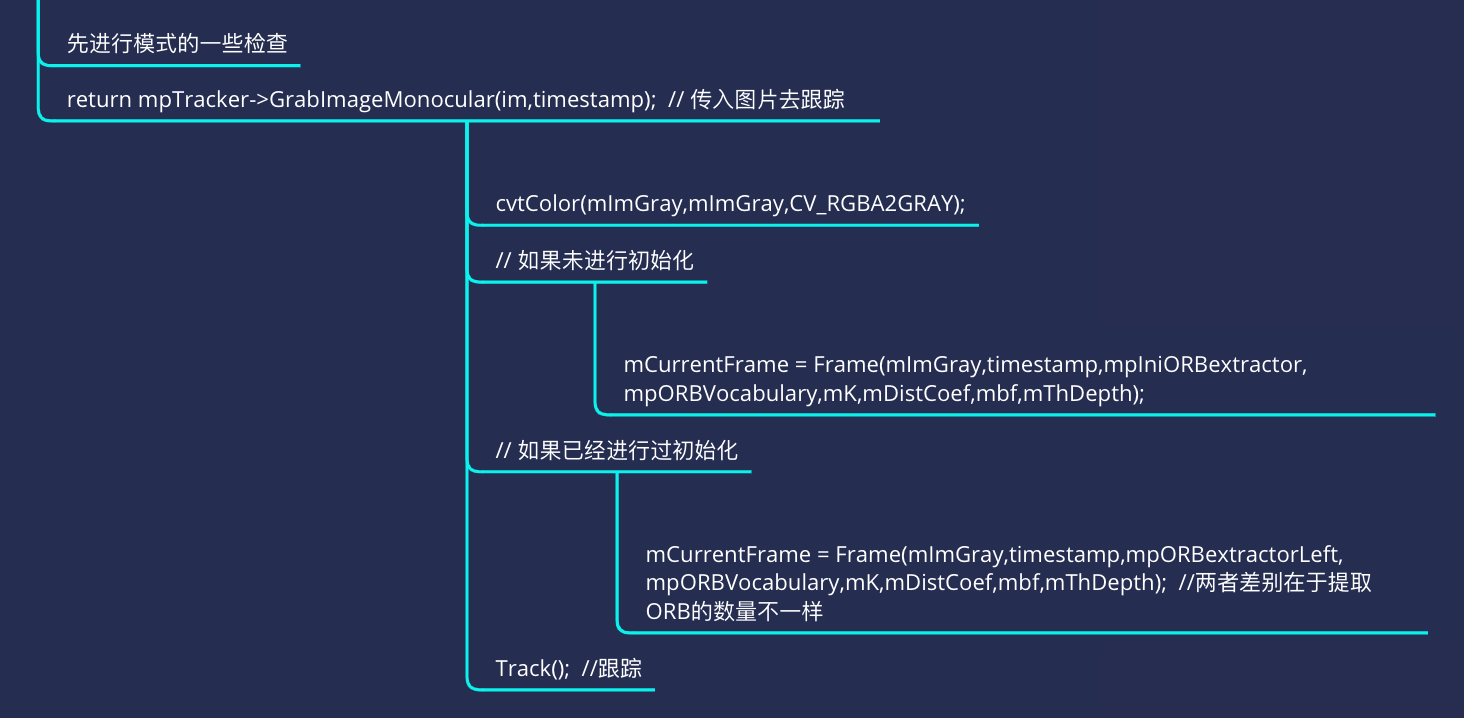 先进行模式的一些检查
return mpTracker->GrabImageMonocular(im,timestamp);  // 传入图片去跟踪
cvtColor(mImGray,mImGray,CV_RGBA2GRAY);
// 如果未进行初始化
mCurrentFrame = Frame(mImGray,timestamp,mpIniORBextractor,
mpORBVocabulary,mK,mDistCoef,mbf,mThDepth);
// 如果已经进行过初始化
mCurrentFrame = Frame(mImGray,timestamp,mpORBextractorLeft,
mpORBVocabulary,mK,mDistCoef,mbf,mThDepth);  //两者差别在于提取
ORB的数量不一样
Track();  //跟踪